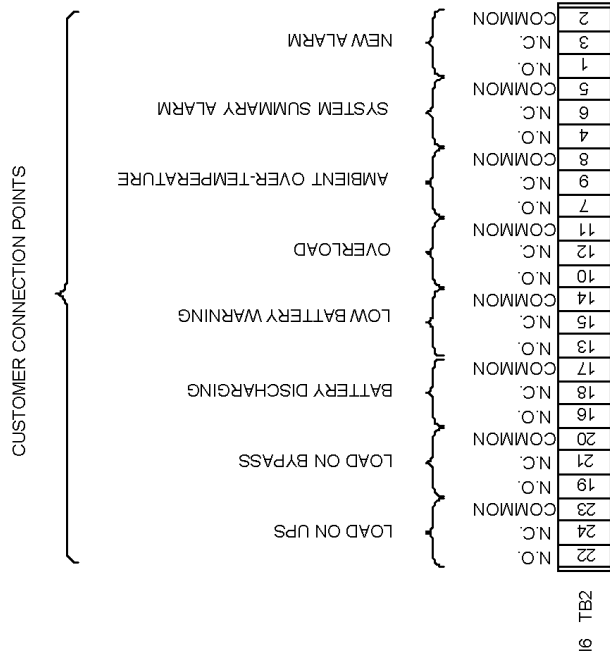 TB2
22 N.O.
24 N.C. LOAD ON UPS
23 COMMON
19 N.O.
21 N.C. LOAD ON BYPASS
20 COMMON
16 N.O.
18 N.C. BATTERY DISCHARGING
17 COMMON
13 N.O.
15 N.C. LOW BATTERY WARNING
14 COMMON
10 N.O.
12 N.C. OVERLOAD
11 COMMON
7 N.O.
9 N.C. AMBIENT OVER-TEMPERATURE
8 COMMON
4 N.O.
6 N.C. SYSTEM SUMMARY ALARM
5 COMMON
1 N.O.
3 N.C. NEW ALARM
2 COMMON
CUSTOMER CONNECTION POINTS